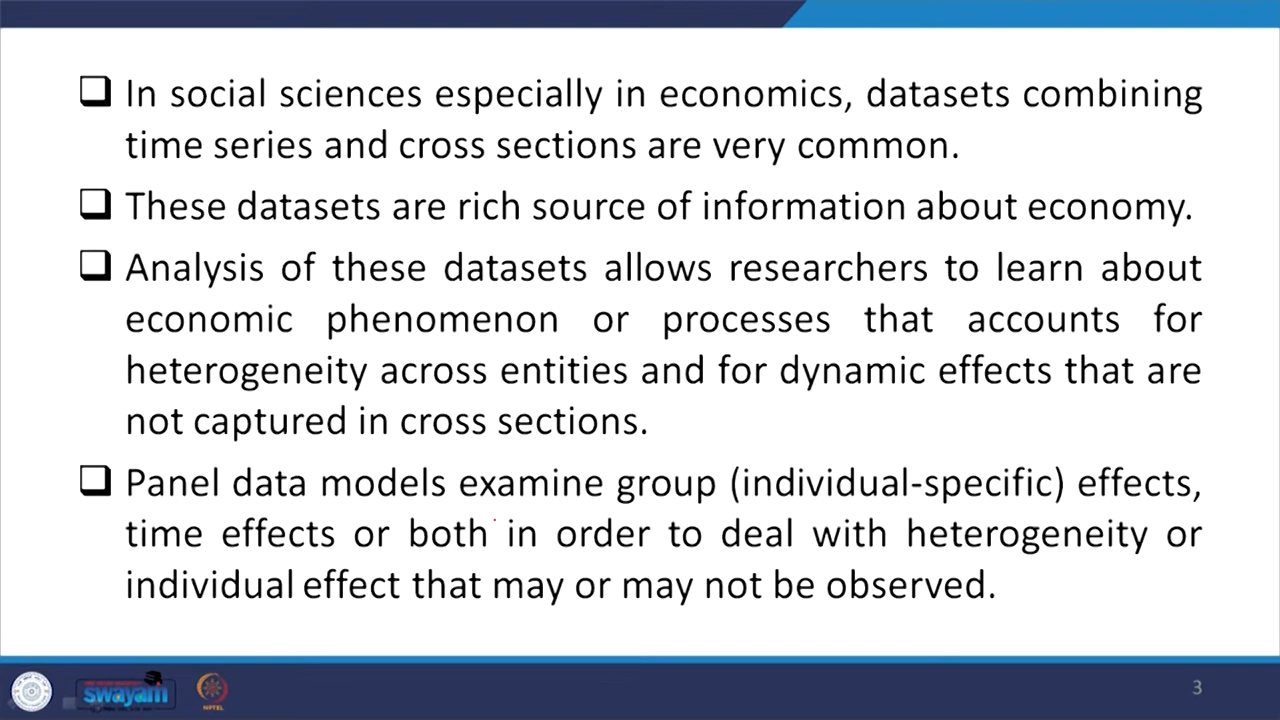 In social sciences especially in economics, datasets combining
time series and cross sections are very common.
These datasets are rich source of information about economy.
Analysis of these datasets allows researchers to learn about
economic phenomenon or processes that accounts for
heterogeneity across entities and for dynamic effects that are
not captured in cross sections.
Panel data models examine group (individual-specific) effects,
time effects or both in order to deal with heterogeneity or
individual effect that may or may not be observed.
swayam
NPTEL
3